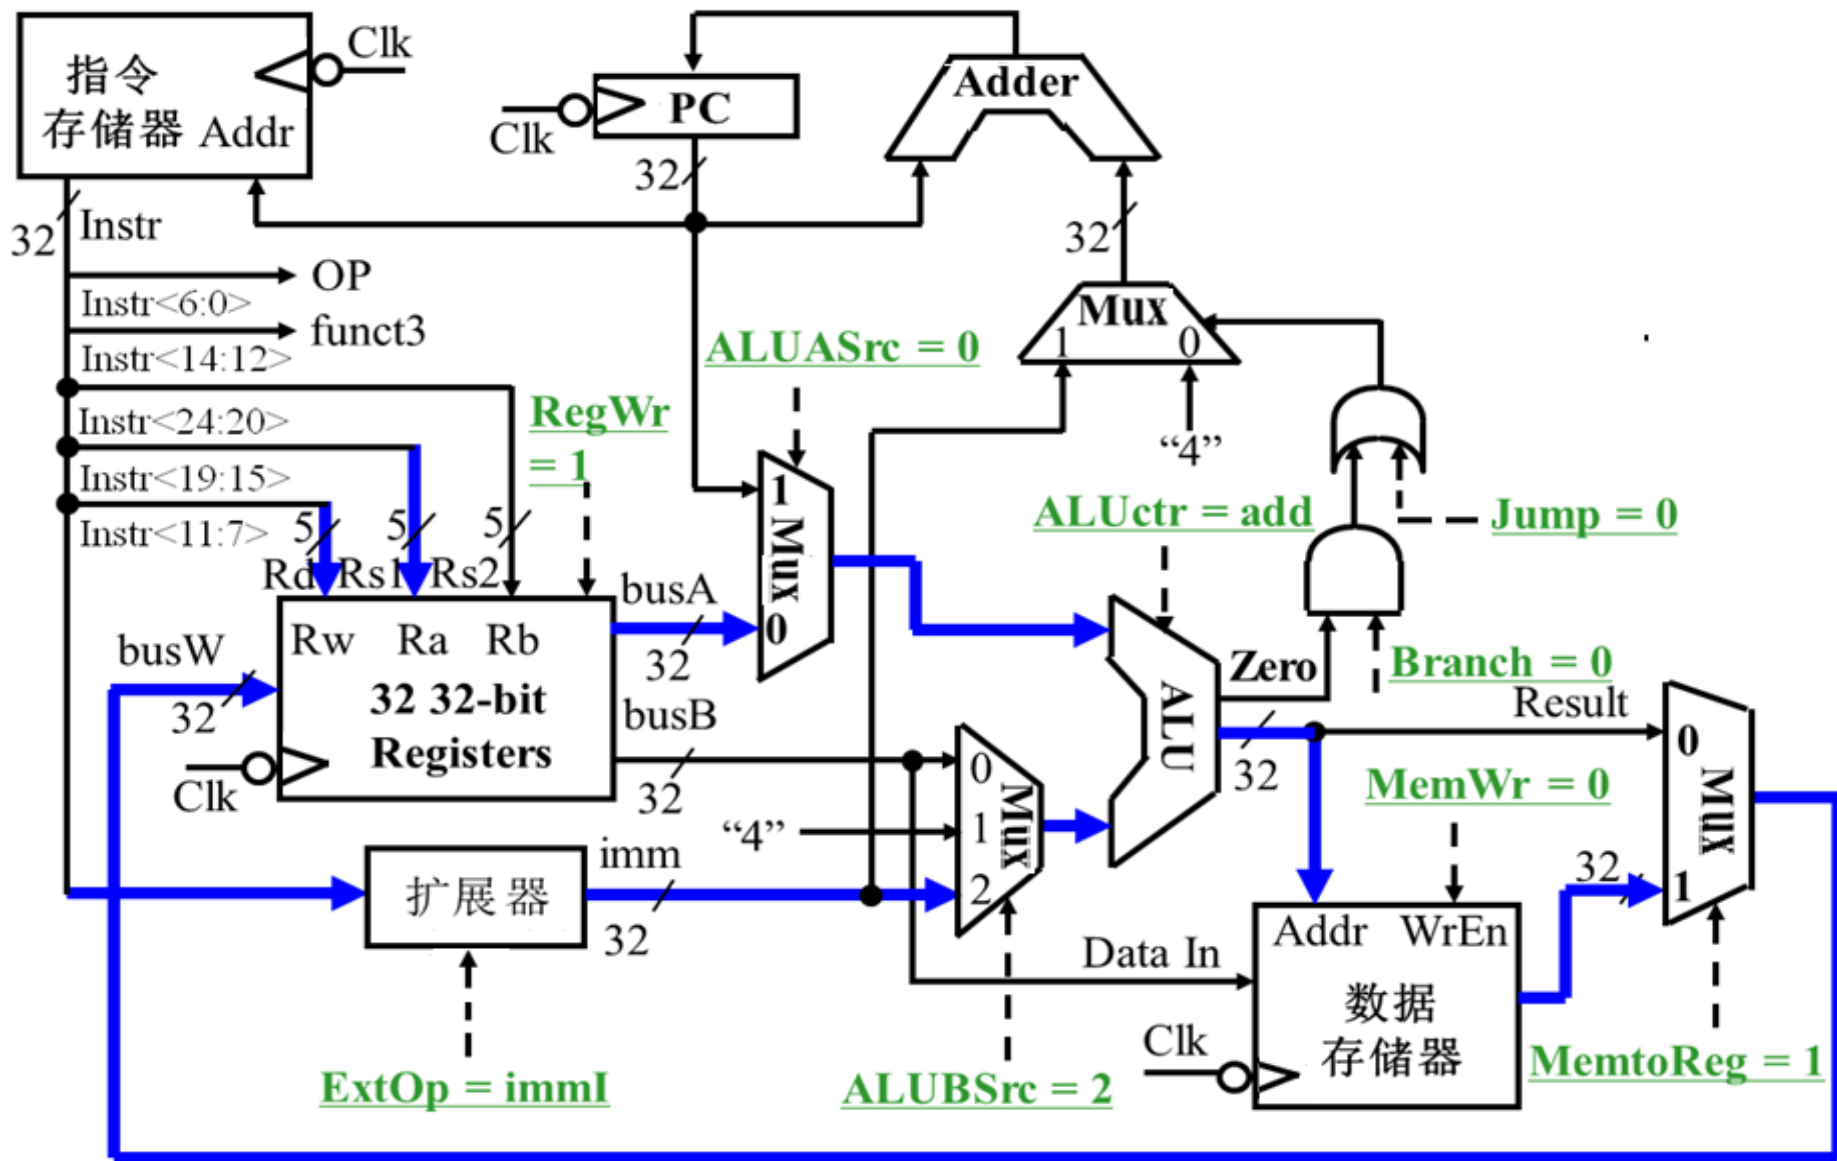 指令
存储器 Addr
Clk
PC
Clk
Adder
32
32
Instr
32
OP
Instr<6:0>
funct3
Instr<14:12>
Instr<24:20>
Instr<19:15>
Instr<11:7>
ALUASrc = 0
Mux
1 0
RegWr
= 1
“4”
1
Mux
0
ALUctr = add
Jump = 0
5 5 5
Rd Rs1 Rs2
busA
32
busW
32
Rw Ra Rb
32 32-bit
Registers
Clk
busB
32
Zero
Branch = 0
Result
ALU
32
MemWr = 0
0
Mux
1
0
1
2
Mux
“4”
imm
32
扩展器
32
Addr WrEn
Data In
数据
存储器
Clk
ExtOp = immI
ALUBSrc = 2
MemtoReg = 1